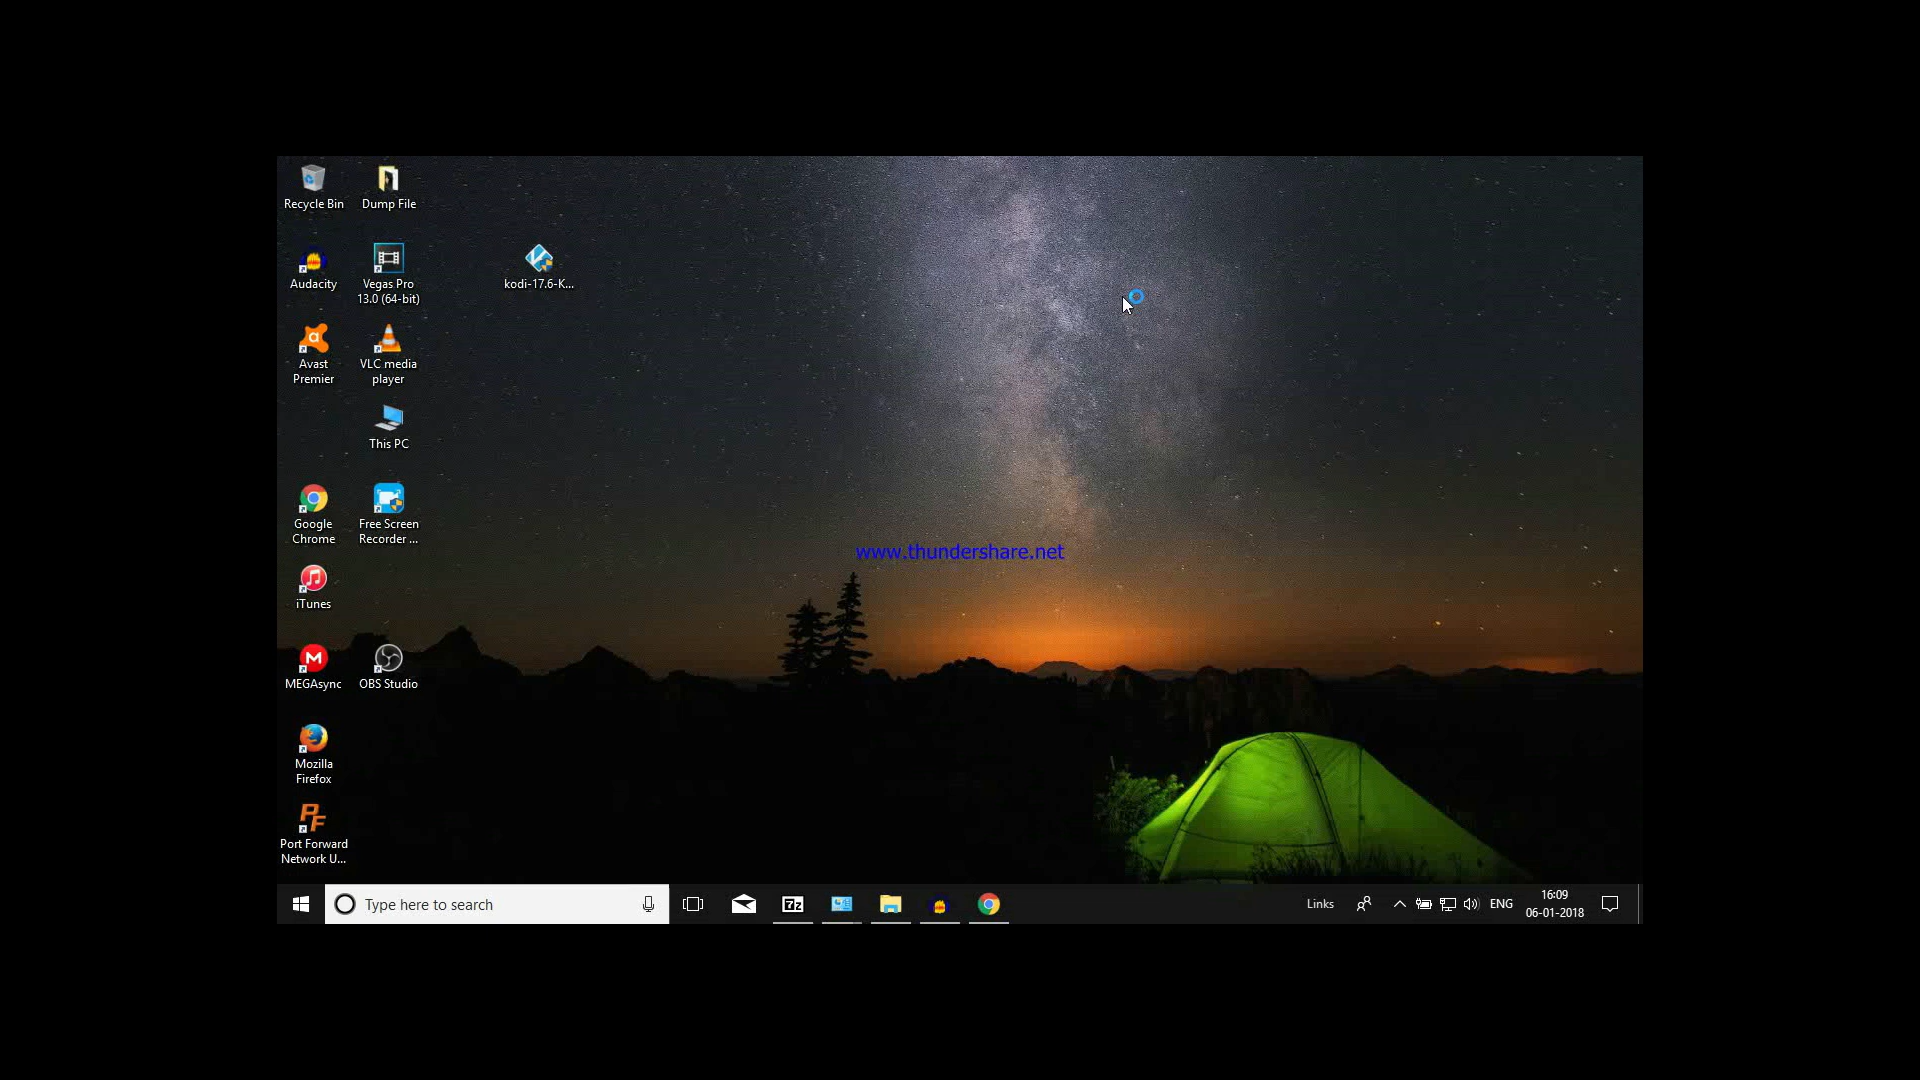 Recycle Bin
Dump File
Audacity
Vegas Pro
13.0 (64-bit)
kodi-17.6-K...
Avast
Premier
VLC media
player
This PC
Google
Chrome
Free Screen
Recorder ...
www.thundershare.net
iTunes
MEGAsync
OBS Studio
Mozilla
Firefox
PF
Port Forward
Network U...
Type here to search
7z
Links
ENG
16:09
06-01-2018